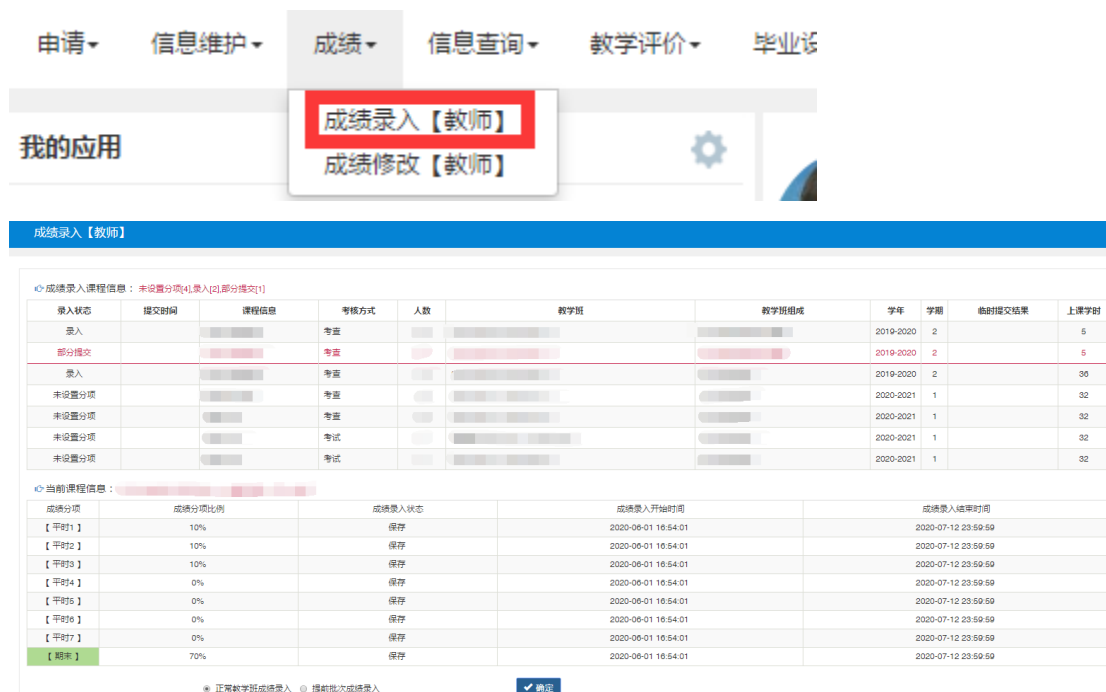 申请 信息维护 成绩 信息查询 教学评价 毕业设
成绩录入【教师】
我的应用
成绩修改【教师】
成绩录入【教师】
成绩录入课程信息： 未设置分项[4],录入[2],部分提交[1]
录入状态 提交时间 课程信息 考核方式 人数 教学班 教学班组成 学年 学期 临时提交结果 上课学时
录入 考查 2019-2020 2 5
部分提交 考查 2019-2020 2 5
录入 考查 2019-2020 2 36
未设置分项 考查 2020-2021 1 32
未设置分项 考查 2020-2021 1 32
未设置分项 考试 2020-2021 1 32
未设置分项 考试 2020-2021 1 32
当前课程信息：
成绩分项 成绩分项比例 成绩录入状态 成绩录入开始时间 成绩录入结束时间
【 平时1 】 10% 保存 2020-06-01 16:54:01 2020-07-12 23:59:59
【 平时2 】 10% 保存 2020-06-01 16:54:01 2020-07-12 23:59:59
【 平时3 】 10% 保存 2020-06-01 16:54:01 2020-07-12 23:59:59
【 平时4 】 0% 保存 2020-06-01 16:54:01 2020-07-12 23:59:59
【 平时5 】 0% 保存 2020-06-01 16:54:01 2020-07-12 23:59:59
【 平时6 】 0% 保存 2020-06-01 16:54:01 2020-07-12 23:59:59
【 平时7 】 0% 保存 2020-06-01 16:54:01 2020-07-12 23:59:59
【 期末 】 70% 保存 2020-06-01 16:54:01 2020-07-12 23:59:59
正常教学班成绩录入 提前批次成绩录入 确定